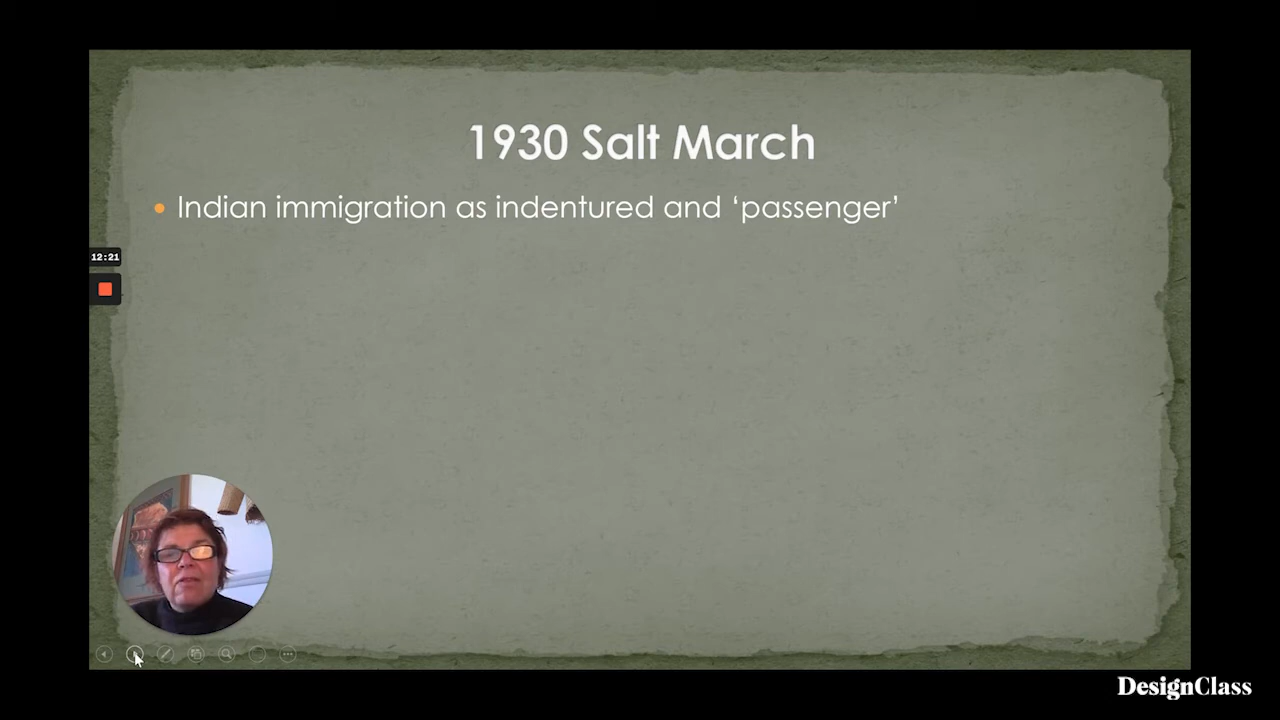 1930 Salt March
• Indian immigration as indentured and ‘passenger’
12:21
DesignClass